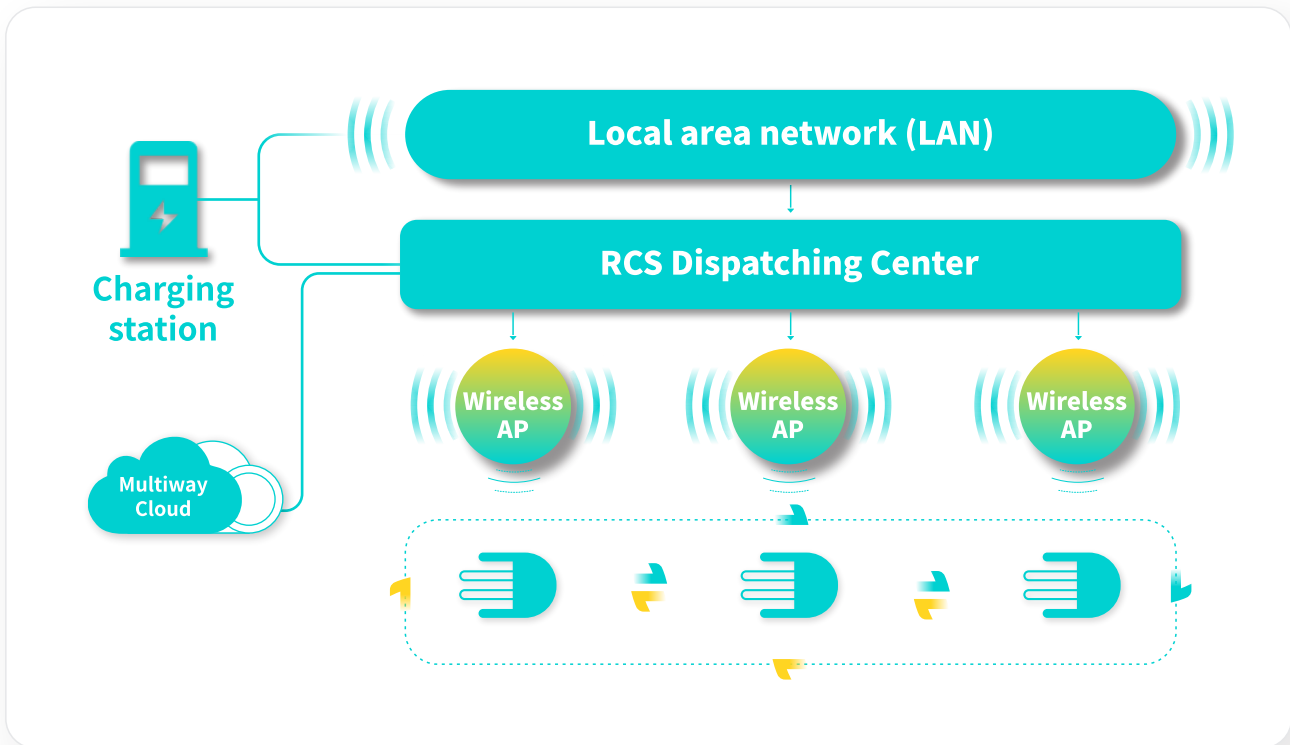 Local area network (LAN)
RCS Dispatching Center
Charging
station
Wireless
AP
Wireless
AP
Wireless
AP
Multiway
Cloud